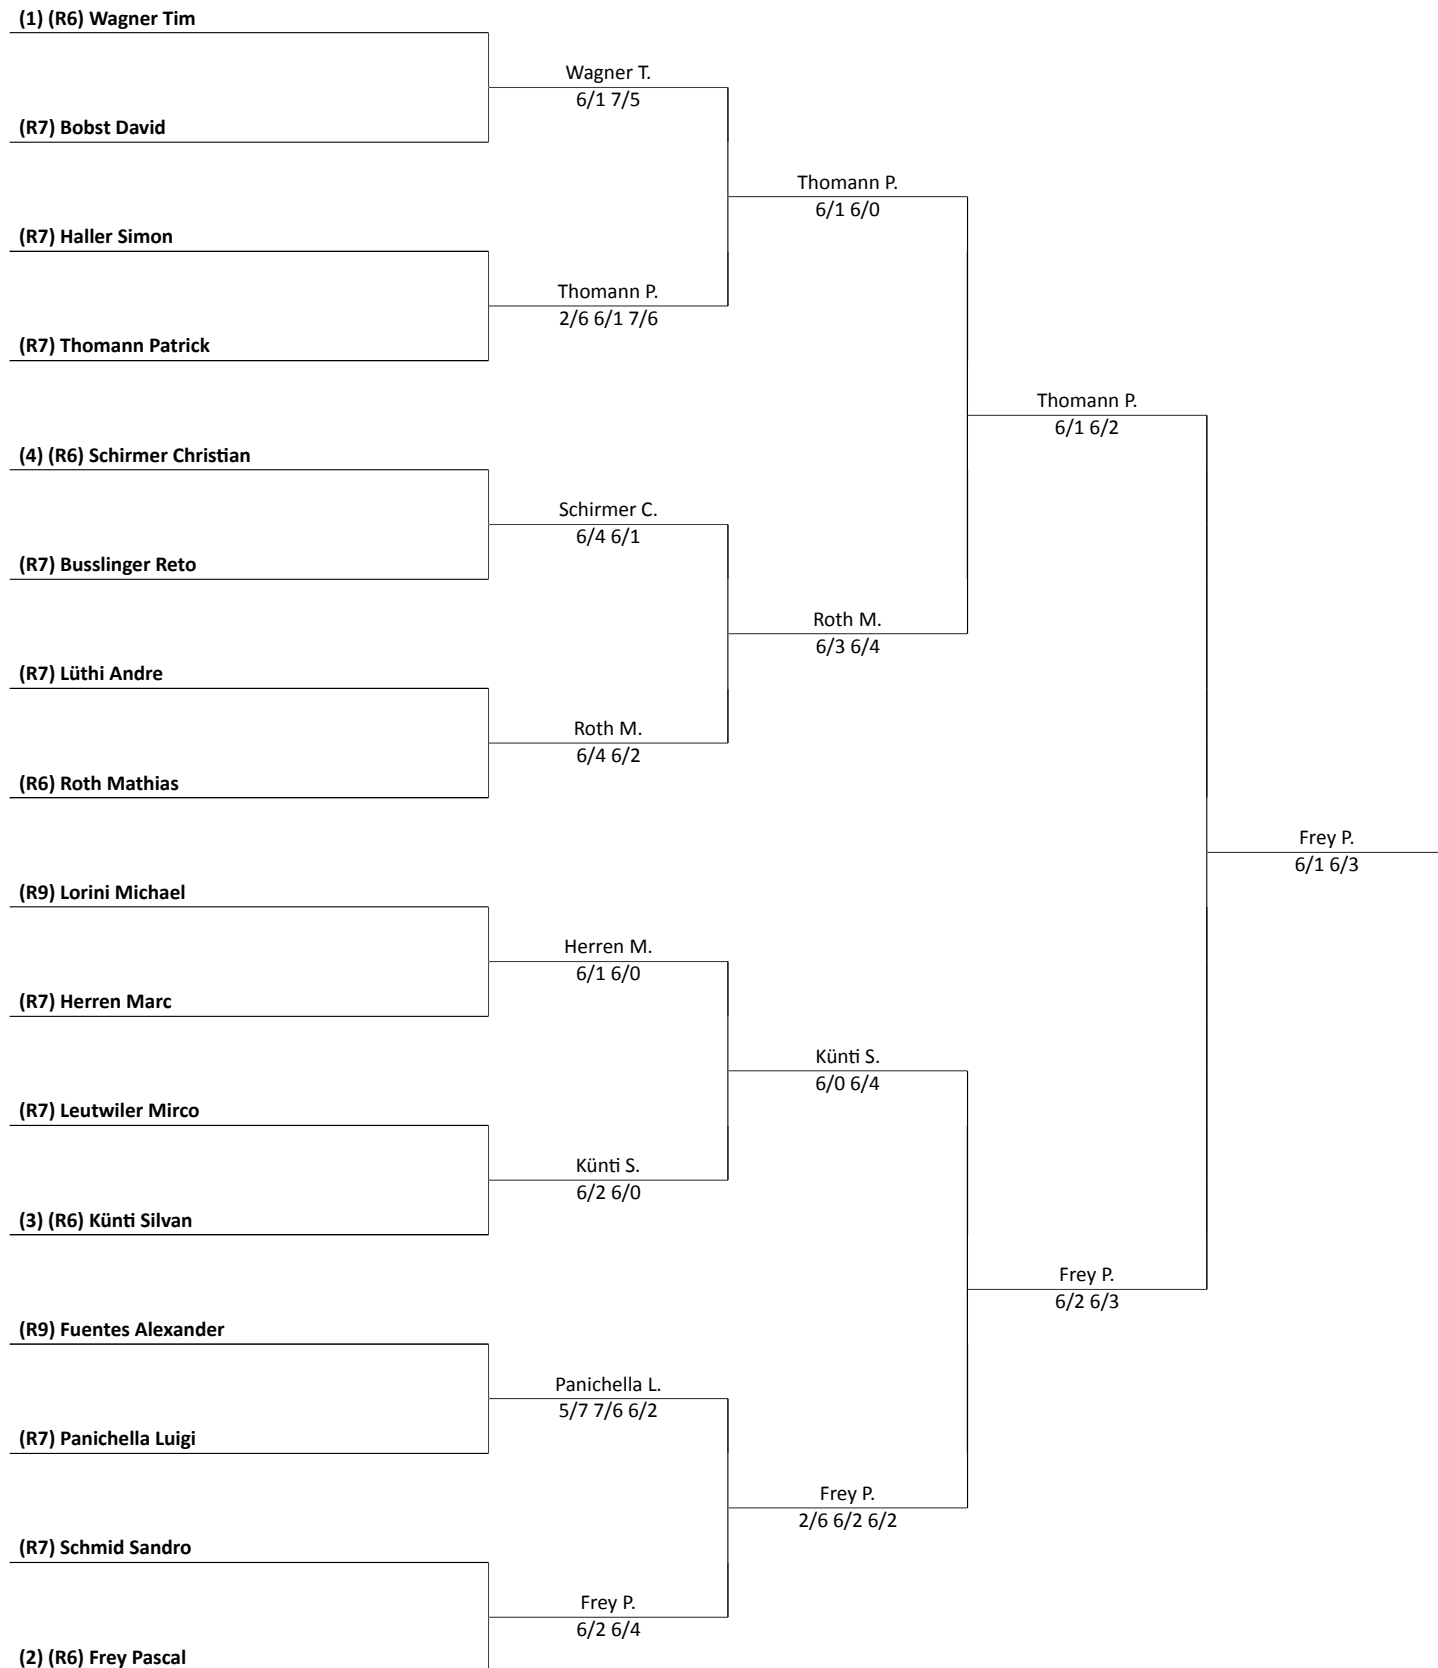 (1) (R6) Wagner Tim
Wagner T.
6/1 7/5
(R7) Bobst David
Thomann P.
6/1 6/0
(R7) Haller Simon
Thomann P.
2/6 6/1 7/6
(R7) Thomann Patrick
Thomann P.
6/1 6/2
(4) (R6) Schirmer Christian
Schirmer C.
6/4 6/1
(R7) Busslinger Reto
Roth M.
6/3 6/4
(R7) Lüthi Andre
Roth M.
6/4 6/2
(R6) Roth Mathias
Frey P.
6/1 6/3
(R9) Lorini Michael
Herren M.
6/1 6/0
(R7) Herren Marc
Künti S.
6/0 6/4
(R7) Leutwiler Mirco
Künti S.
6/2 6/0
(3) (R6) Künti Silvan
Frey P.
6/2 6/3
(R9) Fuentes Alexander
Panichella L.
5/7 7/6 6/2
(R7) Panichella Luigi
Frey P.
2/6 6/2 6/2
(R7) Schmid Sandro
Frey P.
6/2 6/4
(2) (R6) Frey Pascal